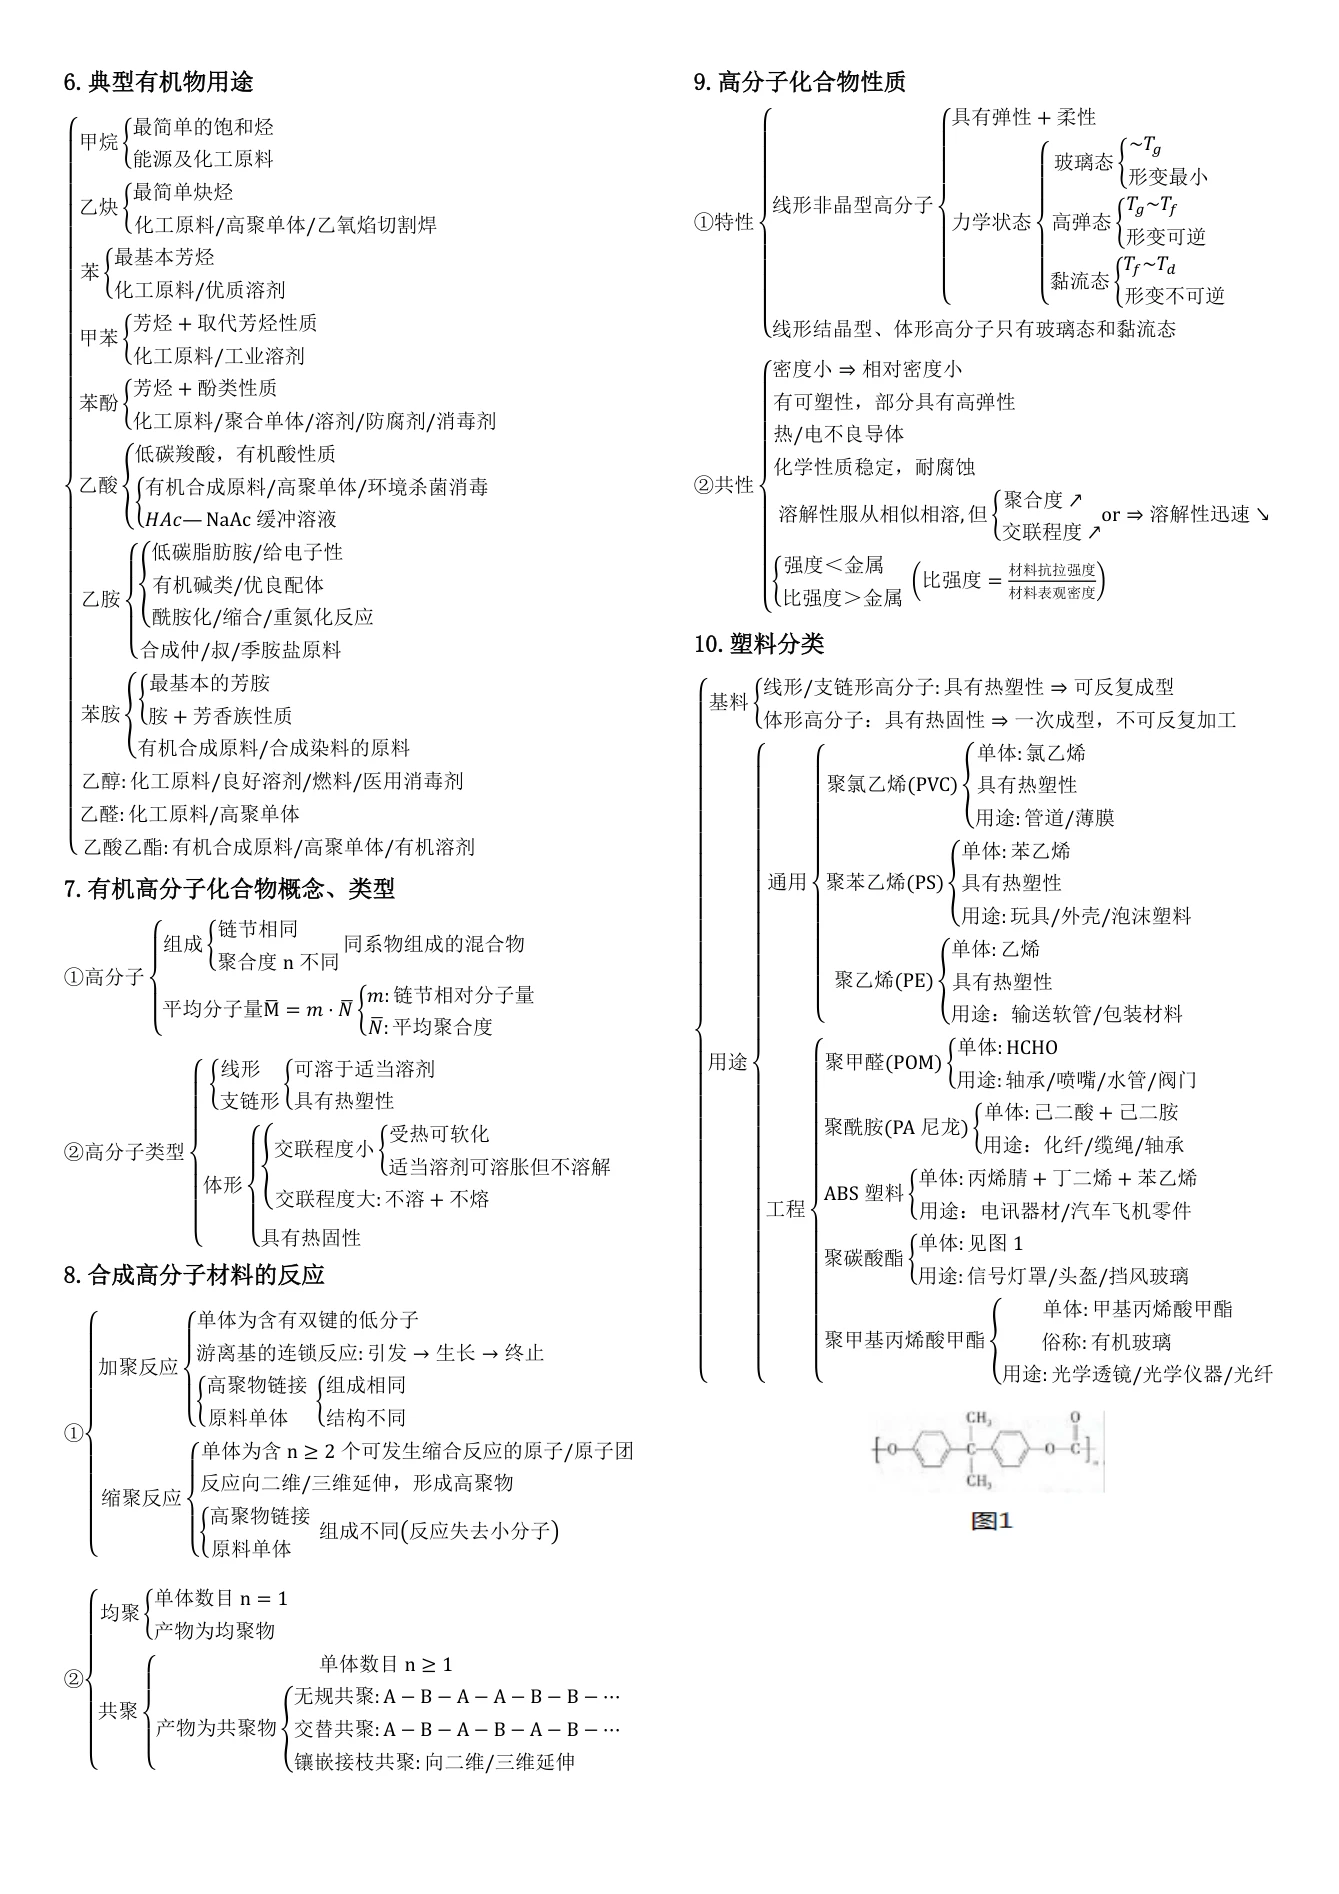 6. 典型有机物用途
甲烷
最简单的饱和烃
能源及化工原料
乙炔
最简单炔烃
化工原料/高聚单体/乙氧焰切割焊
苯
最基本芳烃
化工原料/优质溶剂
甲苯
芳烃 + 取代芳烃性质
化工原料/工业溶剂
苯酚
芳烃 + 酚类性质
化工原料/聚合单体/溶剂/防腐剂/消毒剂
乙酸
低碳羧酸，有机酸性质
有机合成原料/高聚单体/环境杀菌消毒
HAc— NaAc 缓冲溶液
乙胺
低碳脂肪胺/给电子性
有机碱类/优良配体
酰胺化/缩合/重氮化反应
合成仲/叔/季胺盐原料
苯胺
最基本的芳胺
胺 + 芳香族性质
有机合成原料/合成染料的原料
乙醇: 化工原料/良好溶剂/燃料/医用消毒剂
乙醛: 化工原料/高聚单体
乙酸乙酯: 有机合成原料/高聚单体/有机溶剂
7. 有机高分子化合物概念、类型
①高分子
组成
链节相同
聚合度 n 不同
同系物组成的混合物
平均分子量M̅ = m · N̅
m: 链节相对分子量
N̅: 平均聚合度
②高分子类型
线形
支链形
可溶于适当溶剂
具有热塑性
体形
交联程度小
受热可软化
适当溶剂可溶胀但不溶解
交联程度大: 不溶 + 不熔
具有热固性
8. 合成高分子材料的反应
①
加聚反应
单体为含有双键的低分子
游离基的连锁反应: 引发 → 生长 → 终止
高聚物链接
原料单体
组成相同
结构不同
缩聚反应
单体为含 n ≥ 2 个可发生缩合反应的原子/原子团
反应向二维/三维延伸，形成高聚物
高聚物链接
原料单体
组成不同(反应失去小分子)
②
均聚
单体数目 n = 1
产物为均聚物
共聚
单体数目 n ≥ 1
产物为共聚物
无规共聚: A − B − A − A − B − B − ⋯
交替共聚: A − B − A − B − A − B − ⋯
镶嵌接枝共聚: 向二维/三维延伸
9. 高分子化合物性质
①特性
线形非晶型高分子
具有弹性 + 柔性
力学状态
玻璃态
~Tg
形变最小
高弹态
Tg~Tf
形变可逆
黏流态
Tf~Td
形变不可逆
线形结晶型、体形高分子只有玻璃态和黏流态
②共性
密度小 ⇒ 相对密度小
有可塑性，部分具有高弹性
热/电不良导体
化学性质稳定，耐腐蚀
溶解性服从相似相溶, 但
聚合度 ↗
交联程度 ↗
or ⇒ 溶解性迅速 ↘
强度＜金属
比强度＞金属
(比强度 = 材料抗拉强度/材料表观密度)
10. 塑料分类
基料
线形/支链形高分子: 具有热塑性 ⇒ 可反复成型
体形高分子：具有热固性 ⇒ 一次成型，不可反复加工
用途
通用
聚氯乙烯(PVC)
单体: 氯乙烯
具有热塑性
用途: 管道/薄膜
聚苯乙烯(PS)
单体: 苯乙烯
具有热塑性
用途: 玩具/外壳/泡沫塑料
聚乙烯(PE)
单体: 乙烯
具有热塑性
用途：输送软管/包装材料
工程
聚甲醛(POM)
单体: HCHO
用途: 轴承/喷嘴/水管/阀门
聚酰胺(PA 尼龙)
单体: 己二酸 + 己二胺
用途：化纤/缆绳/轴承
ABS 塑料
单体: 丙烯腈 + 丁二烯 + 苯乙烯
用途：电讯器材/汽车飞机零件
聚碳酸酯
单体: 见图 1
用途: 信号灯罩/头盔/挡风玻璃
聚甲基丙烯酸甲酯
单体: 甲基丙烯酸甲酯
俗称: 有机玻璃
用途: 光学透镜/光学仪器/光纤
CH₃ O
O C O C
CH₃
图1